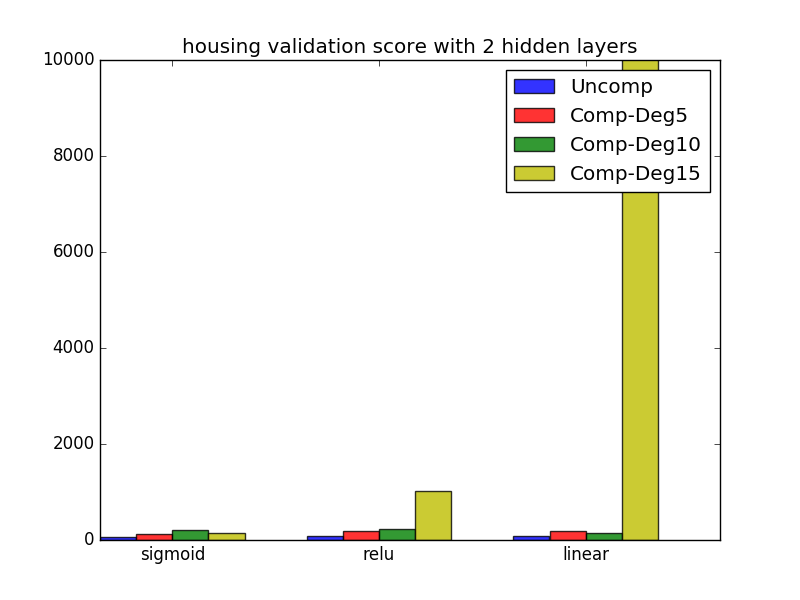 housing validation score with 2 hidden layers
10000
8000
6000
4000
2000
0
Uncomp
Comp-Deg5
Comp-Deg10
Comp-Deg15
sigmoid relu linear